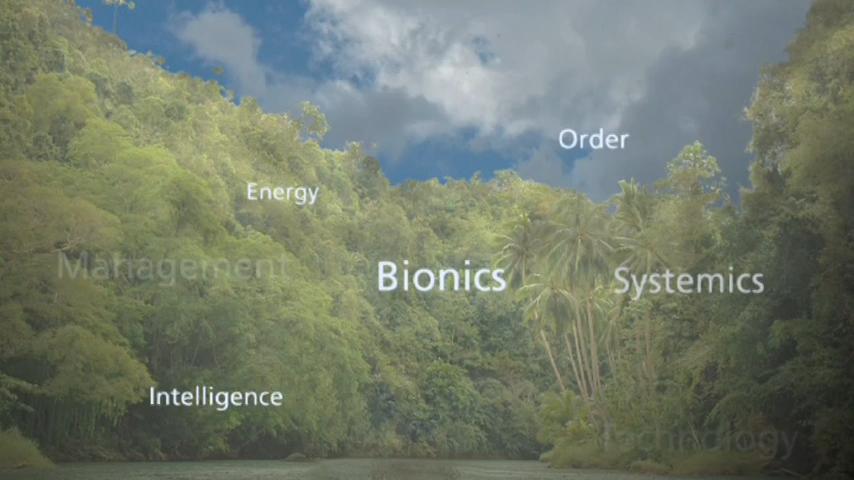 Order
Energy
Management
Bionics
Systemics
Intelligence
Technology